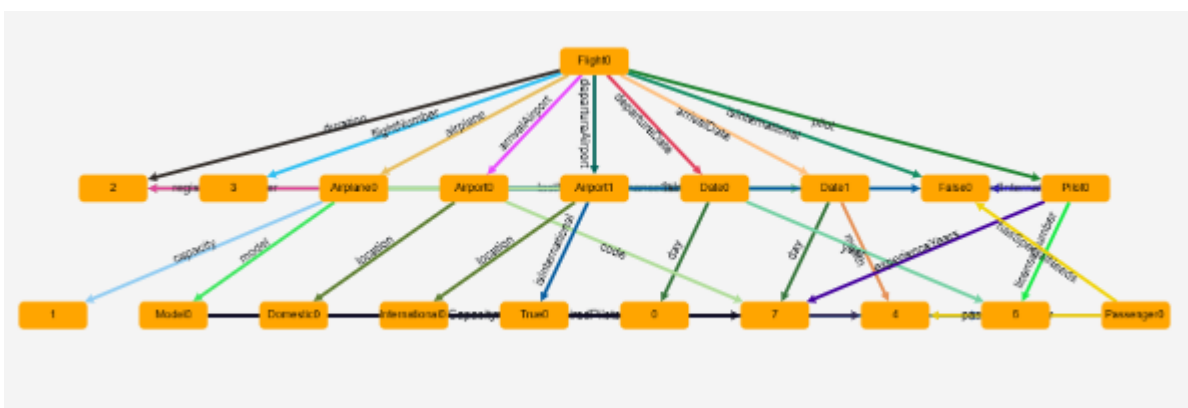 Flight0
duration
flightNumber
airplane
arrivalAirport
departureAirport
departureDate
arrivalDate
isInternational
pilot
2
3
Airplane0
Airport0
Airport1
Date0
Date1
False0
Pilot0
capacity
model
location
location
isInternational
code
day
day
experienceYears
1
Model0
Domestic0
International0
True0
0
7
4
6
Passenger0